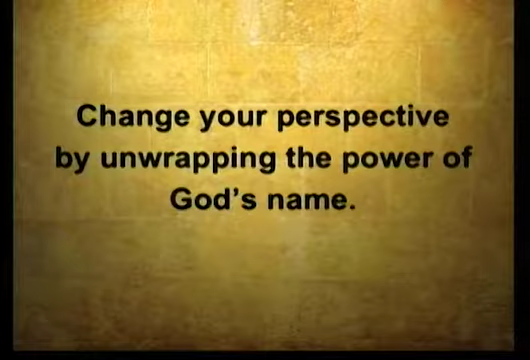 Change your perspective
by unwrapping the power of
God’s name.